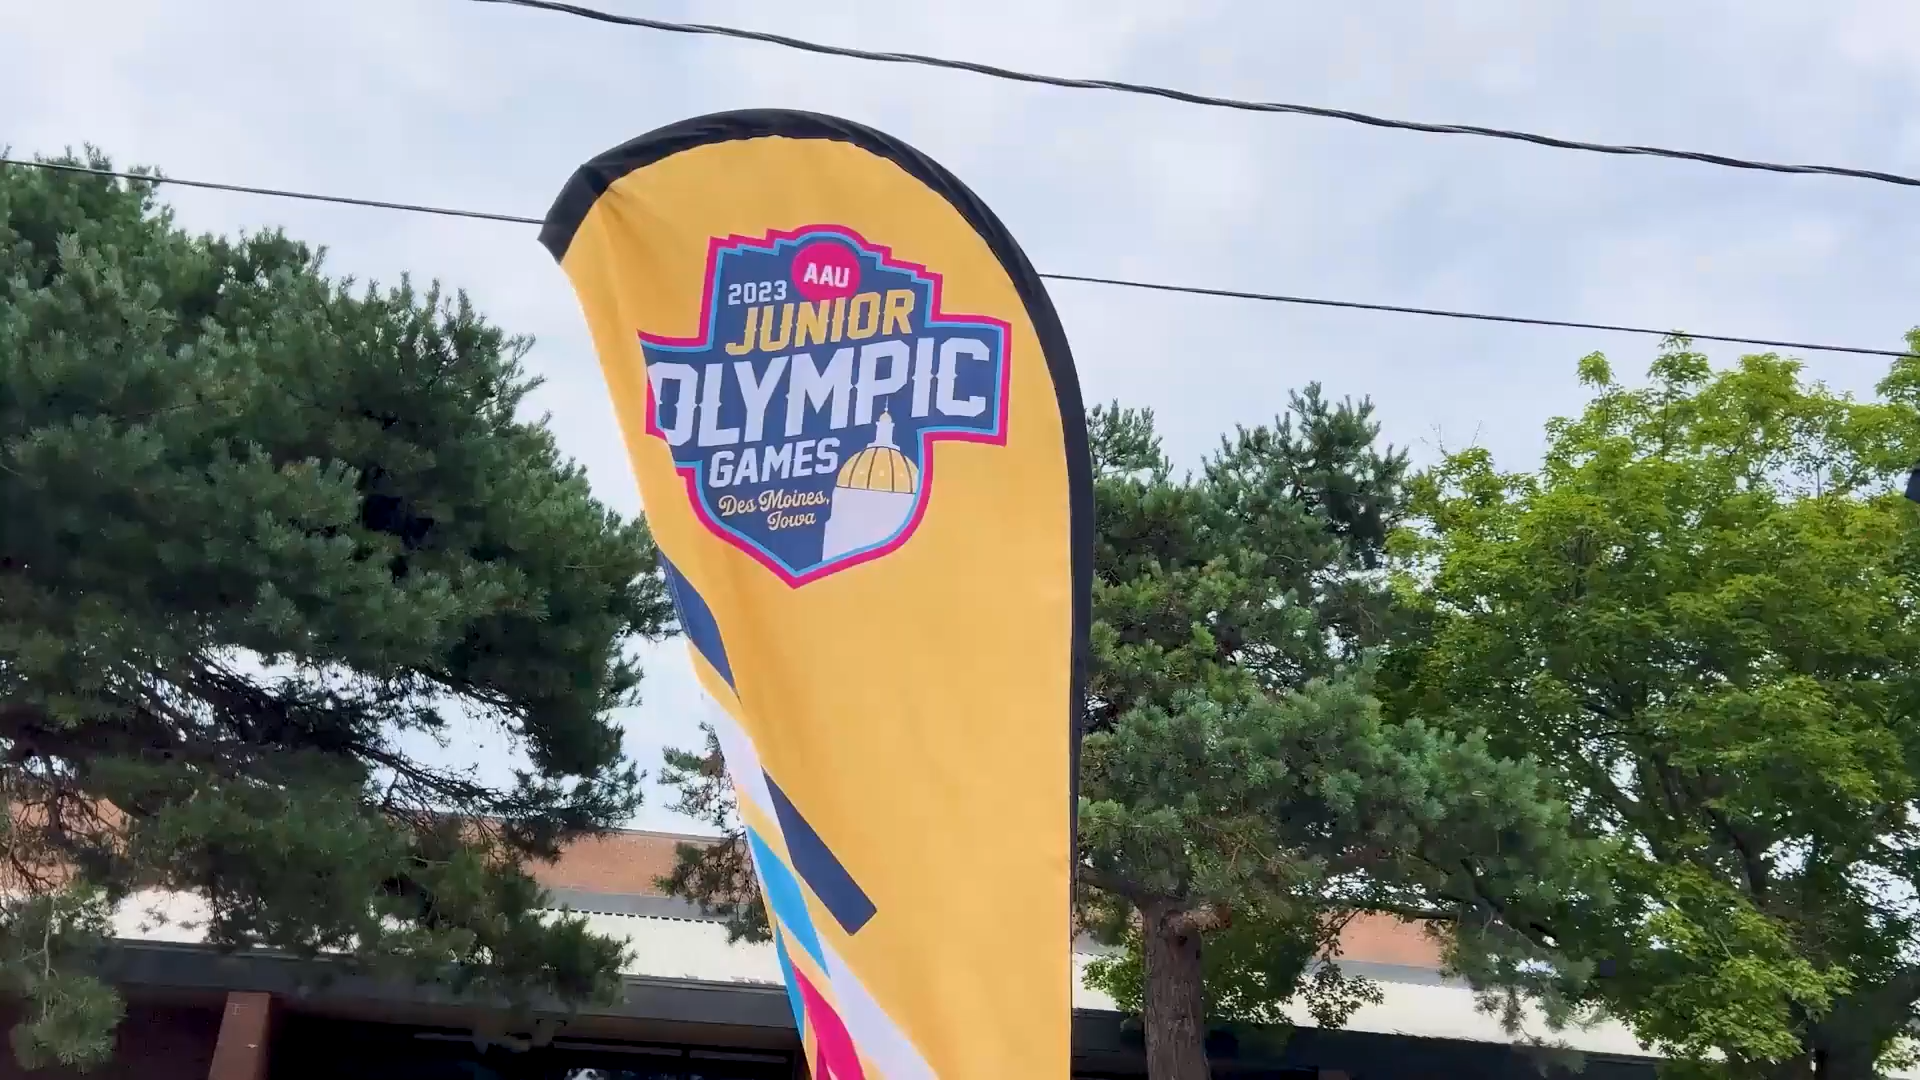 AAU
2023
JUNIOR
OLYMPIC
GAMES
Des Moines,
Iowa